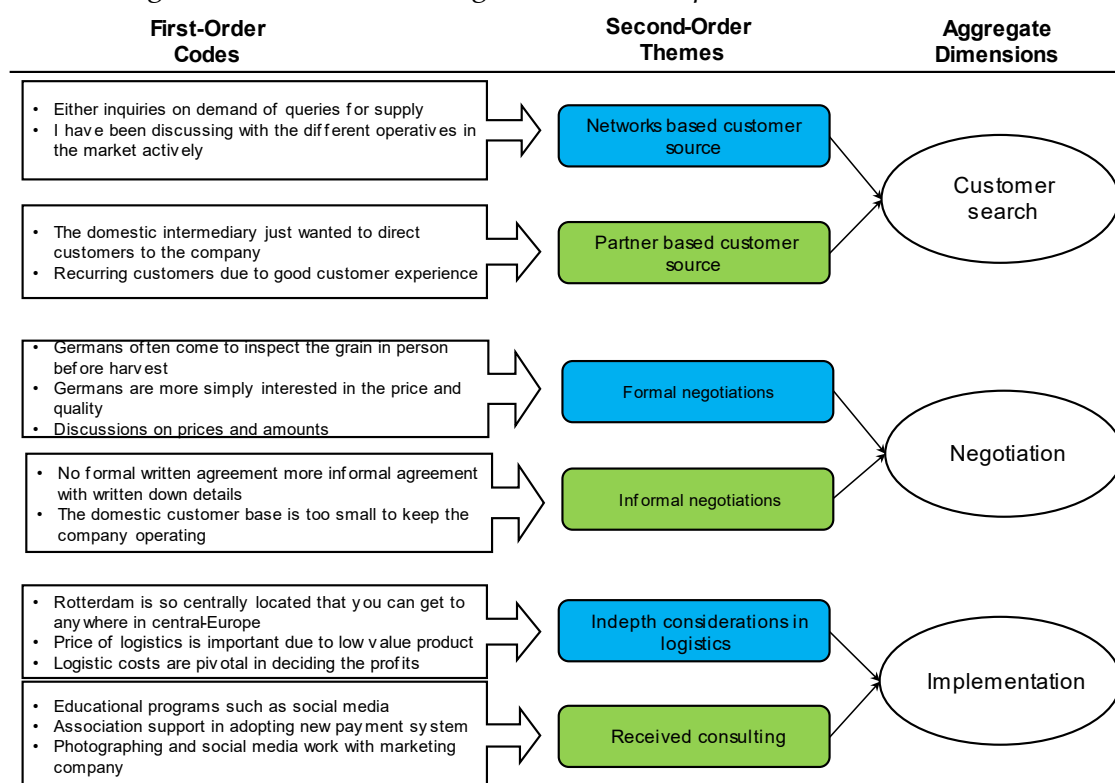 First-Order
Codes
Second-Order
Themes
Aggregate
Dimensions
• Either inquiries on demand of queries for supply
• I have been discussing with the different operatives in
the market actively
Networks based customer
source
Customer
search
• The domestic intermediary just wanted to direct
customers to the company
• Recurring customers due to good customer experience
Partner based customer
source
• Germans often come to inspect the grain in person
before harvest
• Germans are more simply interested in the price and
quality
• Discussions on prices and amounts
Formal negotiations
Negotiation
• No formal written agreement more informal agreement
with written down details
• The domestic customer base is too small to keep the
company operating
Informal negotiations
• Rotterdam is so centrally located that you can get to
anywhere in central-Europe
• Price of logistics is important due to low value product
• Logistic costs are pivotal in deciding the profits
Indepth considerations in
logistics
Implementation
• Educational programs such as social media
• Association support in adopting new payment system
• Photographing and social media work with marketing
company
Received consulting